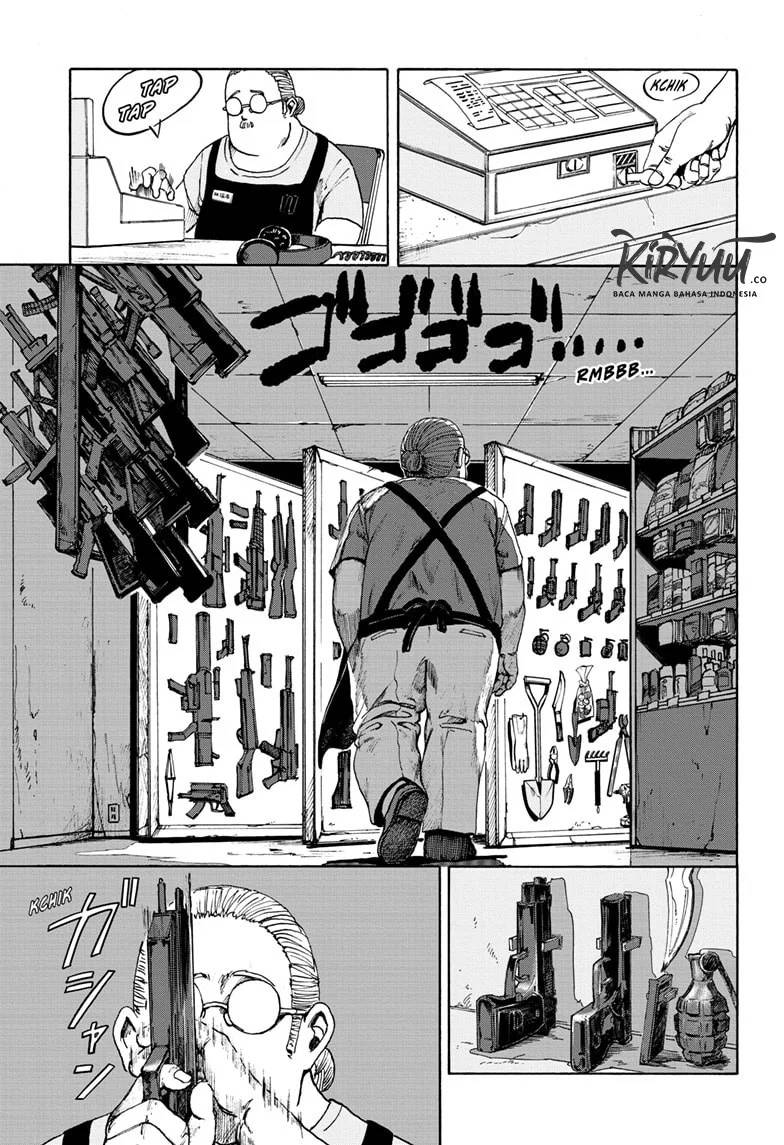 TAP
TAP
KCHIK
KIRYUU.CO
BACA MANGA BAHASA INDONESIA
ゴゴゴゴ.....
RMBBB...
KCHIK
ガシャン